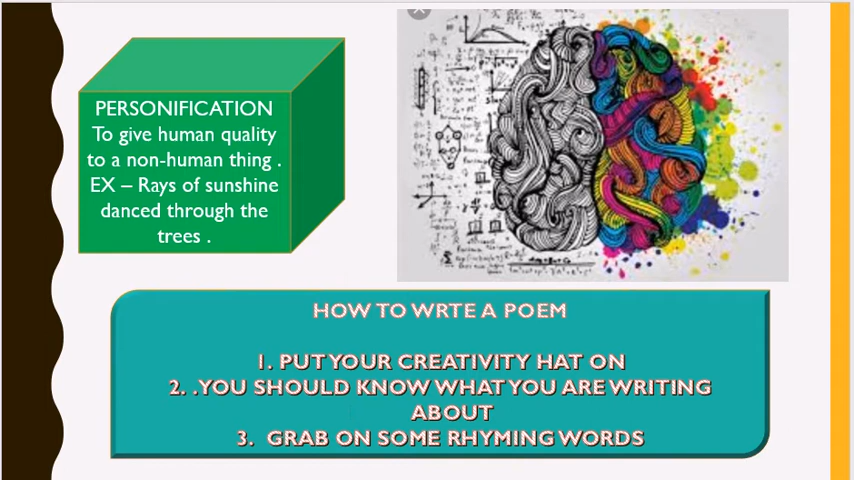 PERSONIFICATION
To give human quality
to a non-human thing .
EX – Rays of sunshine
danced through the
trees .
HOW TO WRTE A POEM
1. PUT YOUR CREATIVITY HAT ON
2. .YOU SHOULD KNOW WHAT YOU ARE WRITING
ABOUT
3. GRAB ON SOME RHYMING WORDS